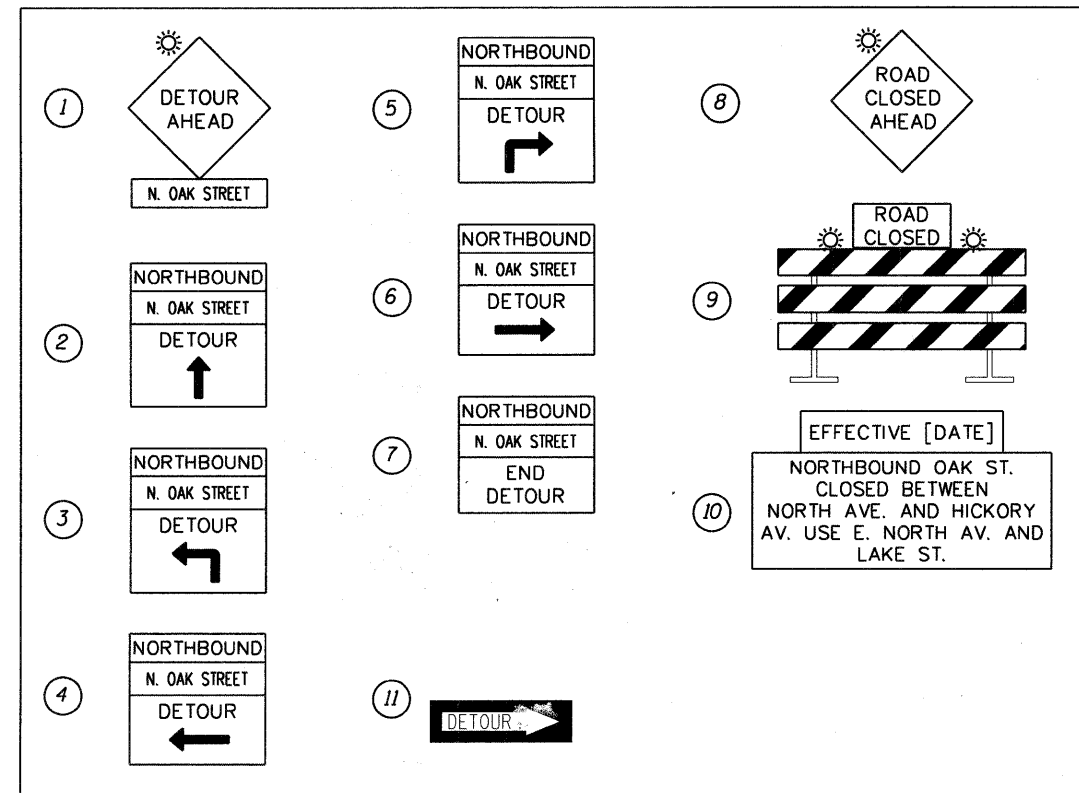 1
DETOUR
AHEAD
N. OAK STREET
2
NORTHBOUND
N. OAK STREET
DETOUR
3
NORTHBOUND
N. OAK STREET
DETOUR
4
NORTHBOUND
N. OAK STREET
DETOUR
5
NORTHBOUND
N. OAK STREET
DETOUR
6
NORTHBOUND
N. OAK STREET
DETOUR
7
NORTHBOUND
N. OAK STREET
END
DETOUR
11
DETOUR
8
ROAD
CLOSED
AHEAD
9
ROAD
CLOSED
10
EFFECTIVE [DATE]
NORTHBOUND OAK ST.
CLOSED BETWEEN
NORTH AVE. AND HICKORY
AV. USE E. NORTH AV. AND
LAKE ST.